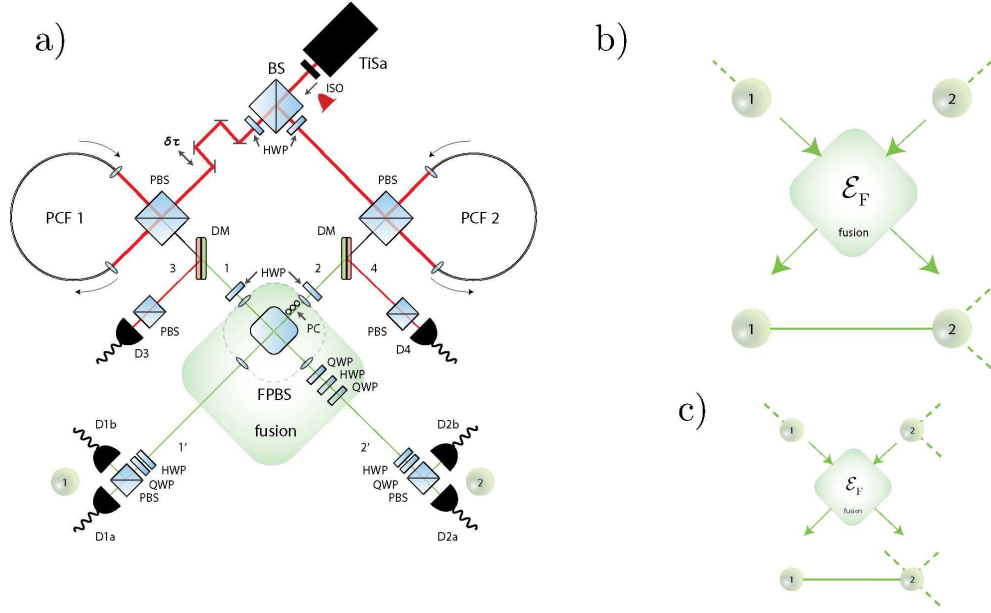 a)
TiSa
BS
ISO
HWP
δτ
PBS
PBS
PCF 1
PCF 2
DM
DM
3
1
HWP
2
4
PBS
PC
PBS
D3
D4
FPBS
QWP
HWP
QWP
fusion
D1b
1'
2'
D2b
HWP
QWP
PBS
HWP
QWP
PBS
1
2
D1a
D2a
b)
1
2
ℰF
fusion
1
2
c)
1
2
ℰF
fusion
1
2